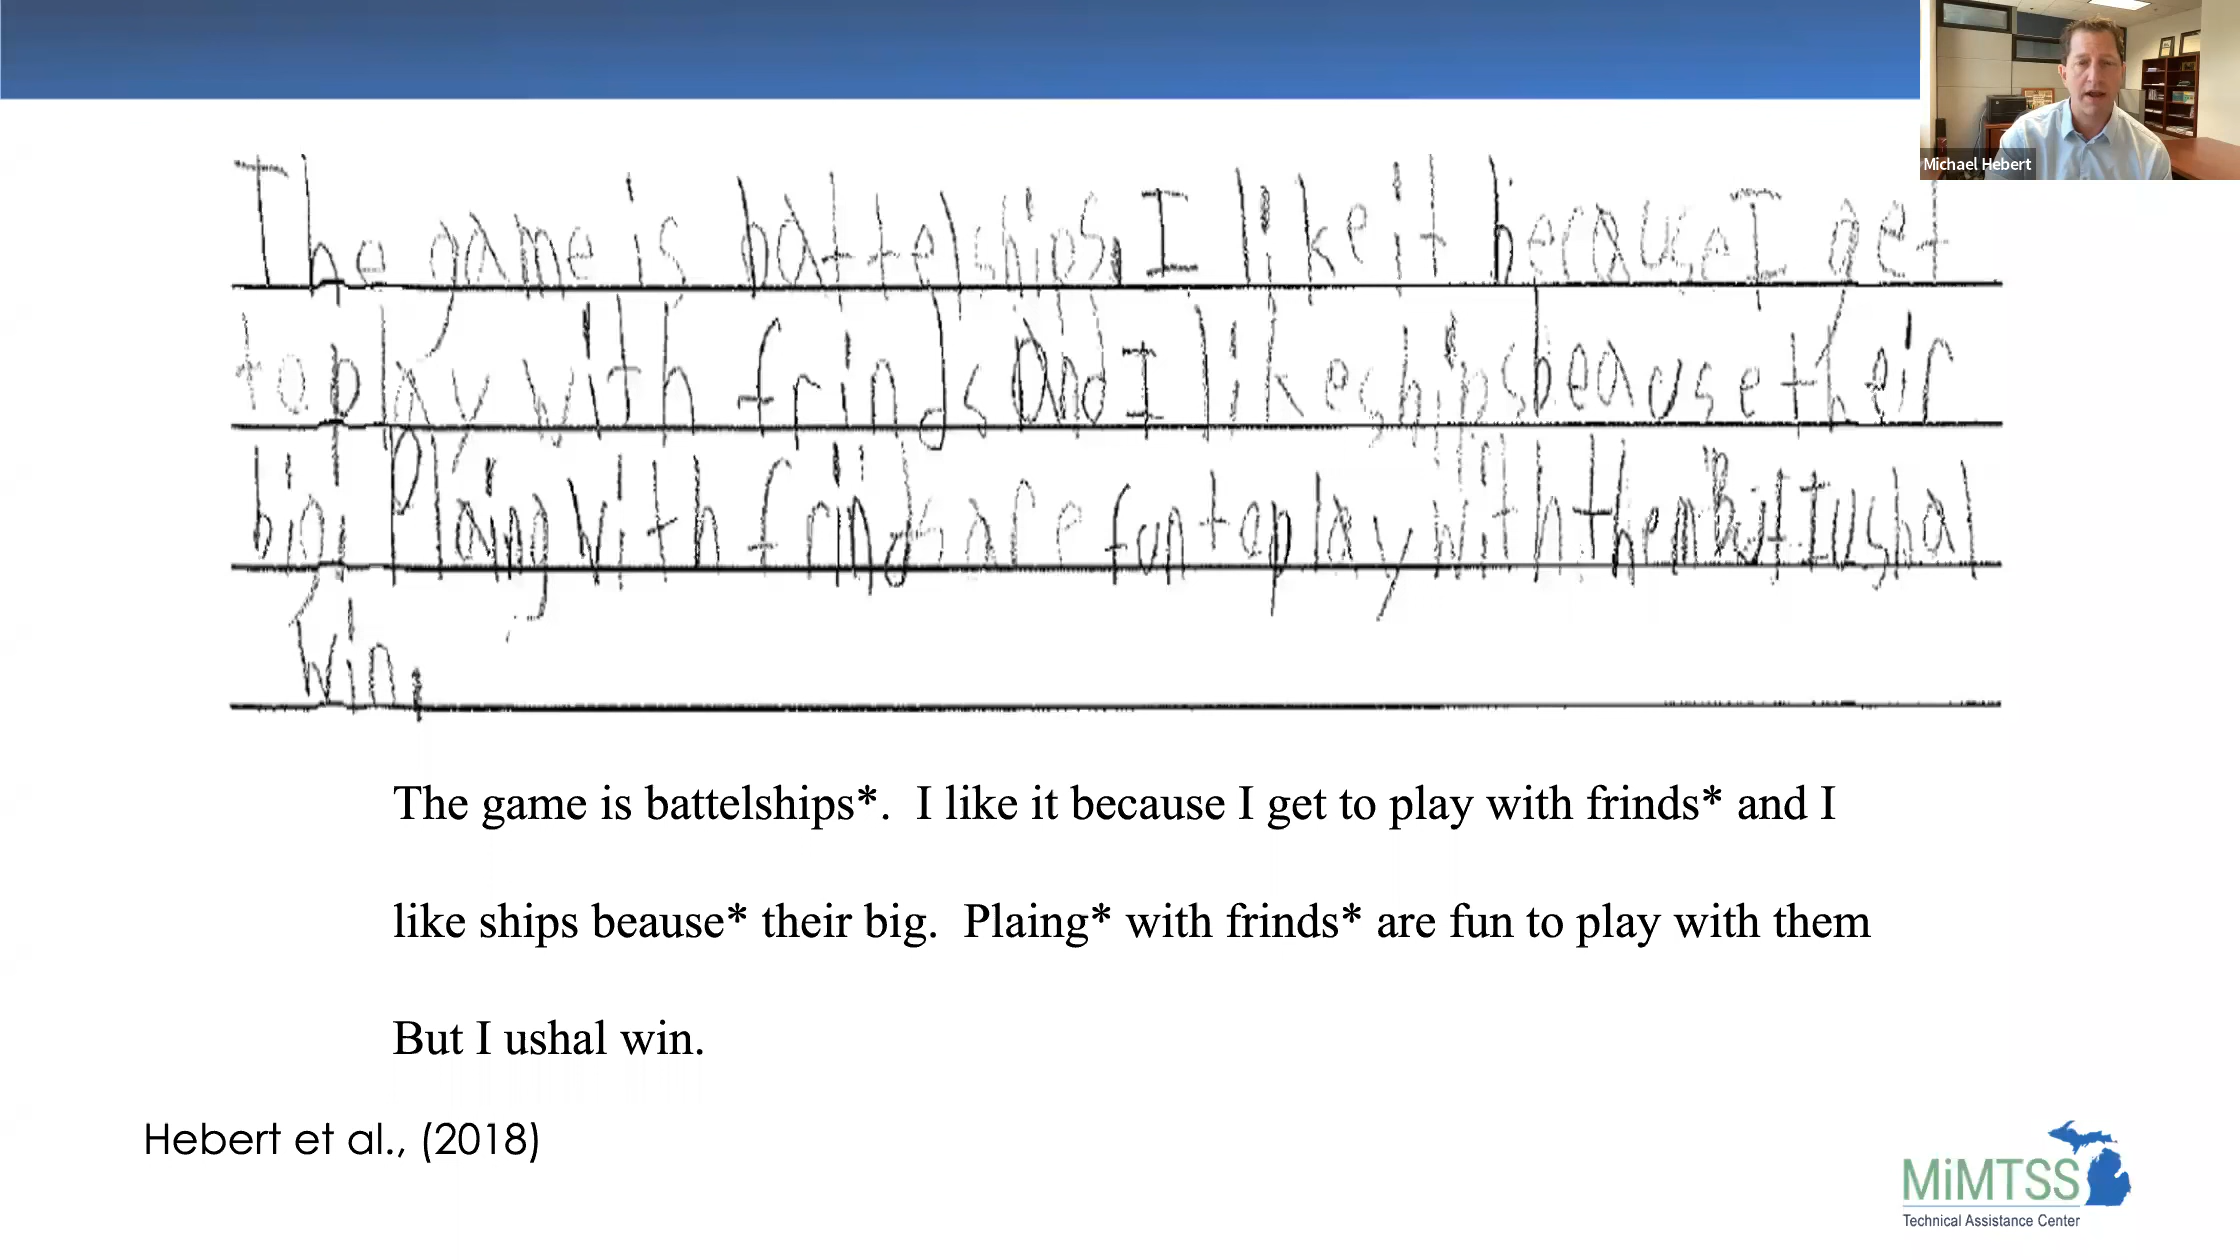 Michael Hebert
The game is battelships. I like it because I get
to play with frinds and I like ships beause their
big. Plaing with frinds are fun to play with them But I ushal
win.
The game is battelships*. I like it because I get to play with frinds* and I
like ships beause* their big. Plaing* with frinds* are fun to play with them
But I ushal win.
Hebert et al., (2018)
MiMTSS
Technical Assistance Center